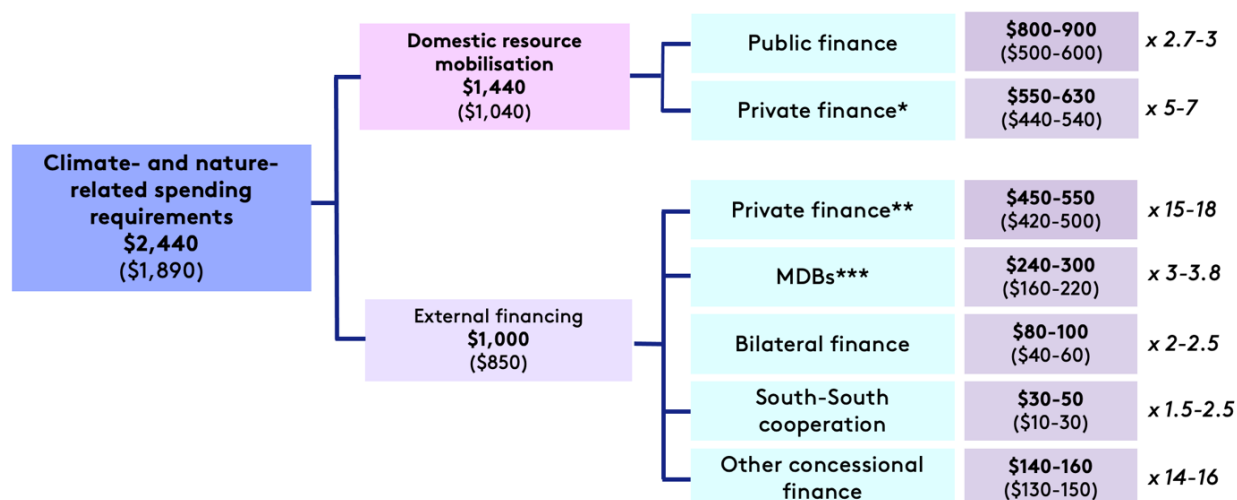 Climate- and nature-
related spending
requirements
$2,440
($1,890)
Domestic resource
mobilisation
$1,440
($1,040)
Public finance
$800-900
($500-600)
x 2.7-3
Private finance*
$550-630
($440-540)
x 5-7
External financing
$1,000
($850)
Private finance**
$450-550
($420-500)
x 15-18
MDBs***
$240-300
($160-220)
x 3-3.8
Bilateral finance
$80-100
($40-60)
x 2-2.5
South-South
cooperation
$30-50
($10-30)
x 1.5-2.5
Other concessional
finance
$140-160
($130-150)
x 14-16